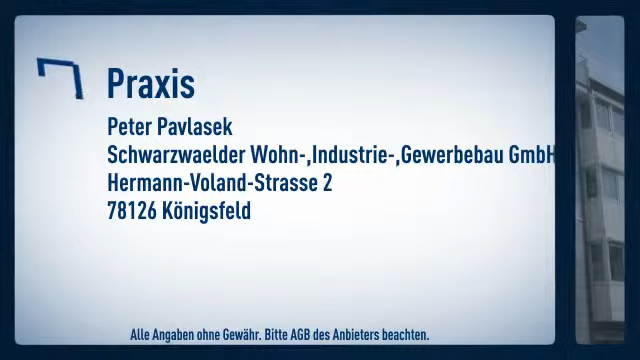 Praxis
Peter Pavlasek
Schwarzwaelder Wohn-,Industrie-,Gewerbebau GmbH
Hermann-Voland-Strasse 2
78126 Königsfeld
Alle Angaben ohne Gewähr. Bitte AGB des Anbieters beachten.